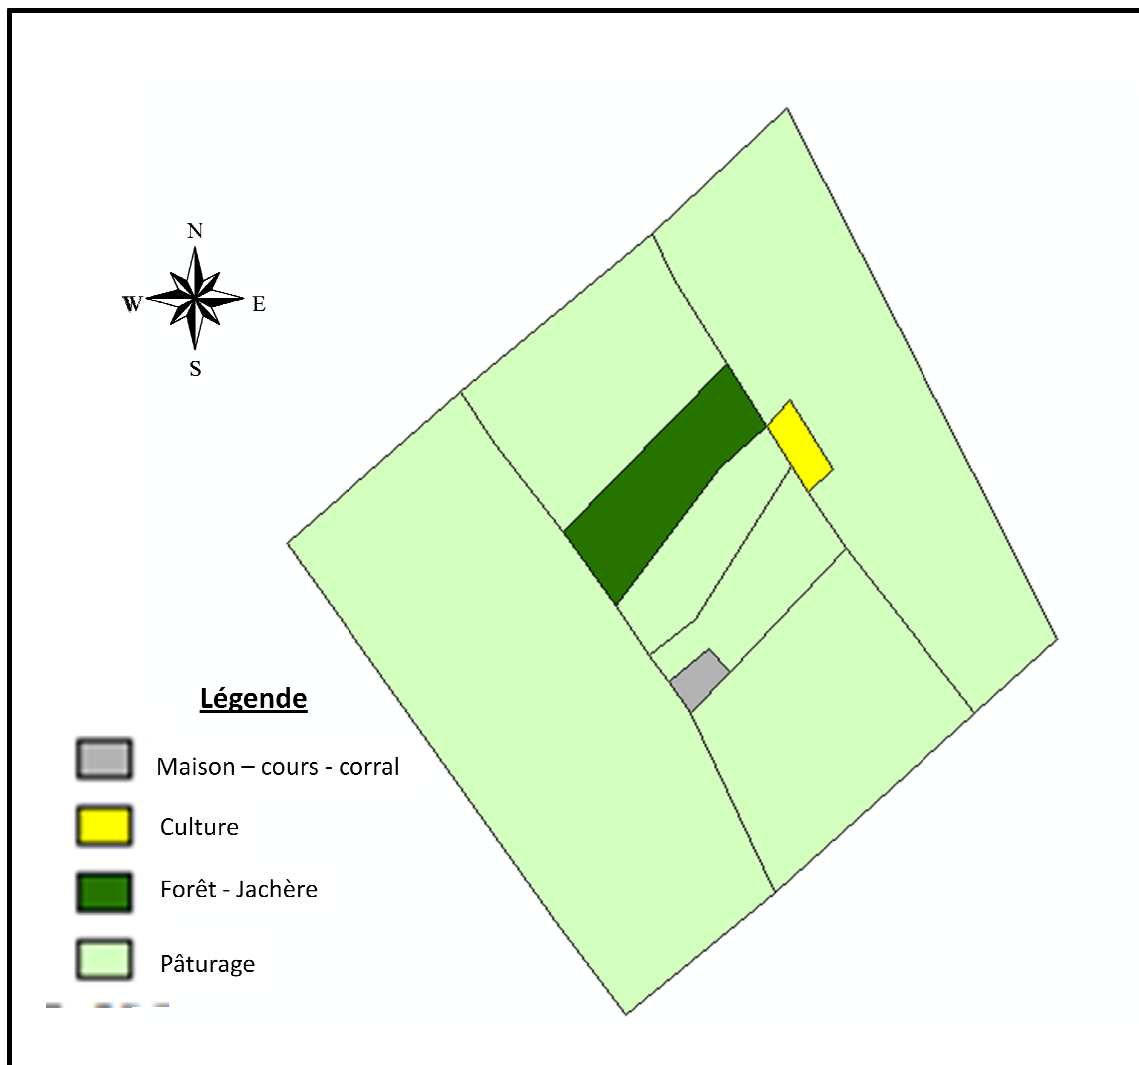 N
W
E
S
Légende
Maison – cours - corral
Culture
Forêt - Jachère
Pâturage